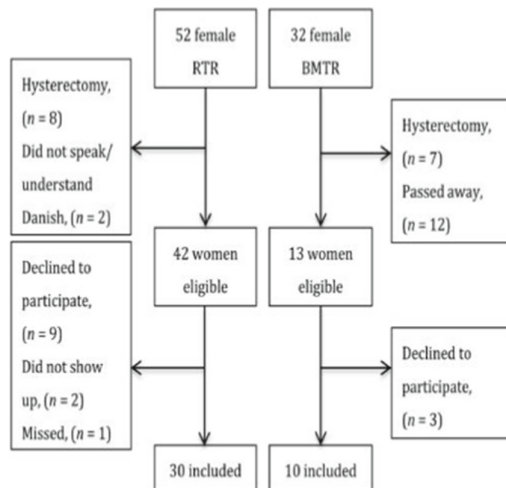 52 female
RTR
32 female
BMTR
Hysterectomy,
(n = 8)
Did not speak/
understand
Danish, (n = 2)
Hysterectomy,
(n = 7)
Passed away,
(n = 12)
42 women
eligible
13 women
eligible
Declined to
participate,
(n = 9)
Did not show
up, (n = 2)
Missed, (n = 1)
Declined to
participate,
(n = 3)
30 included
10 included